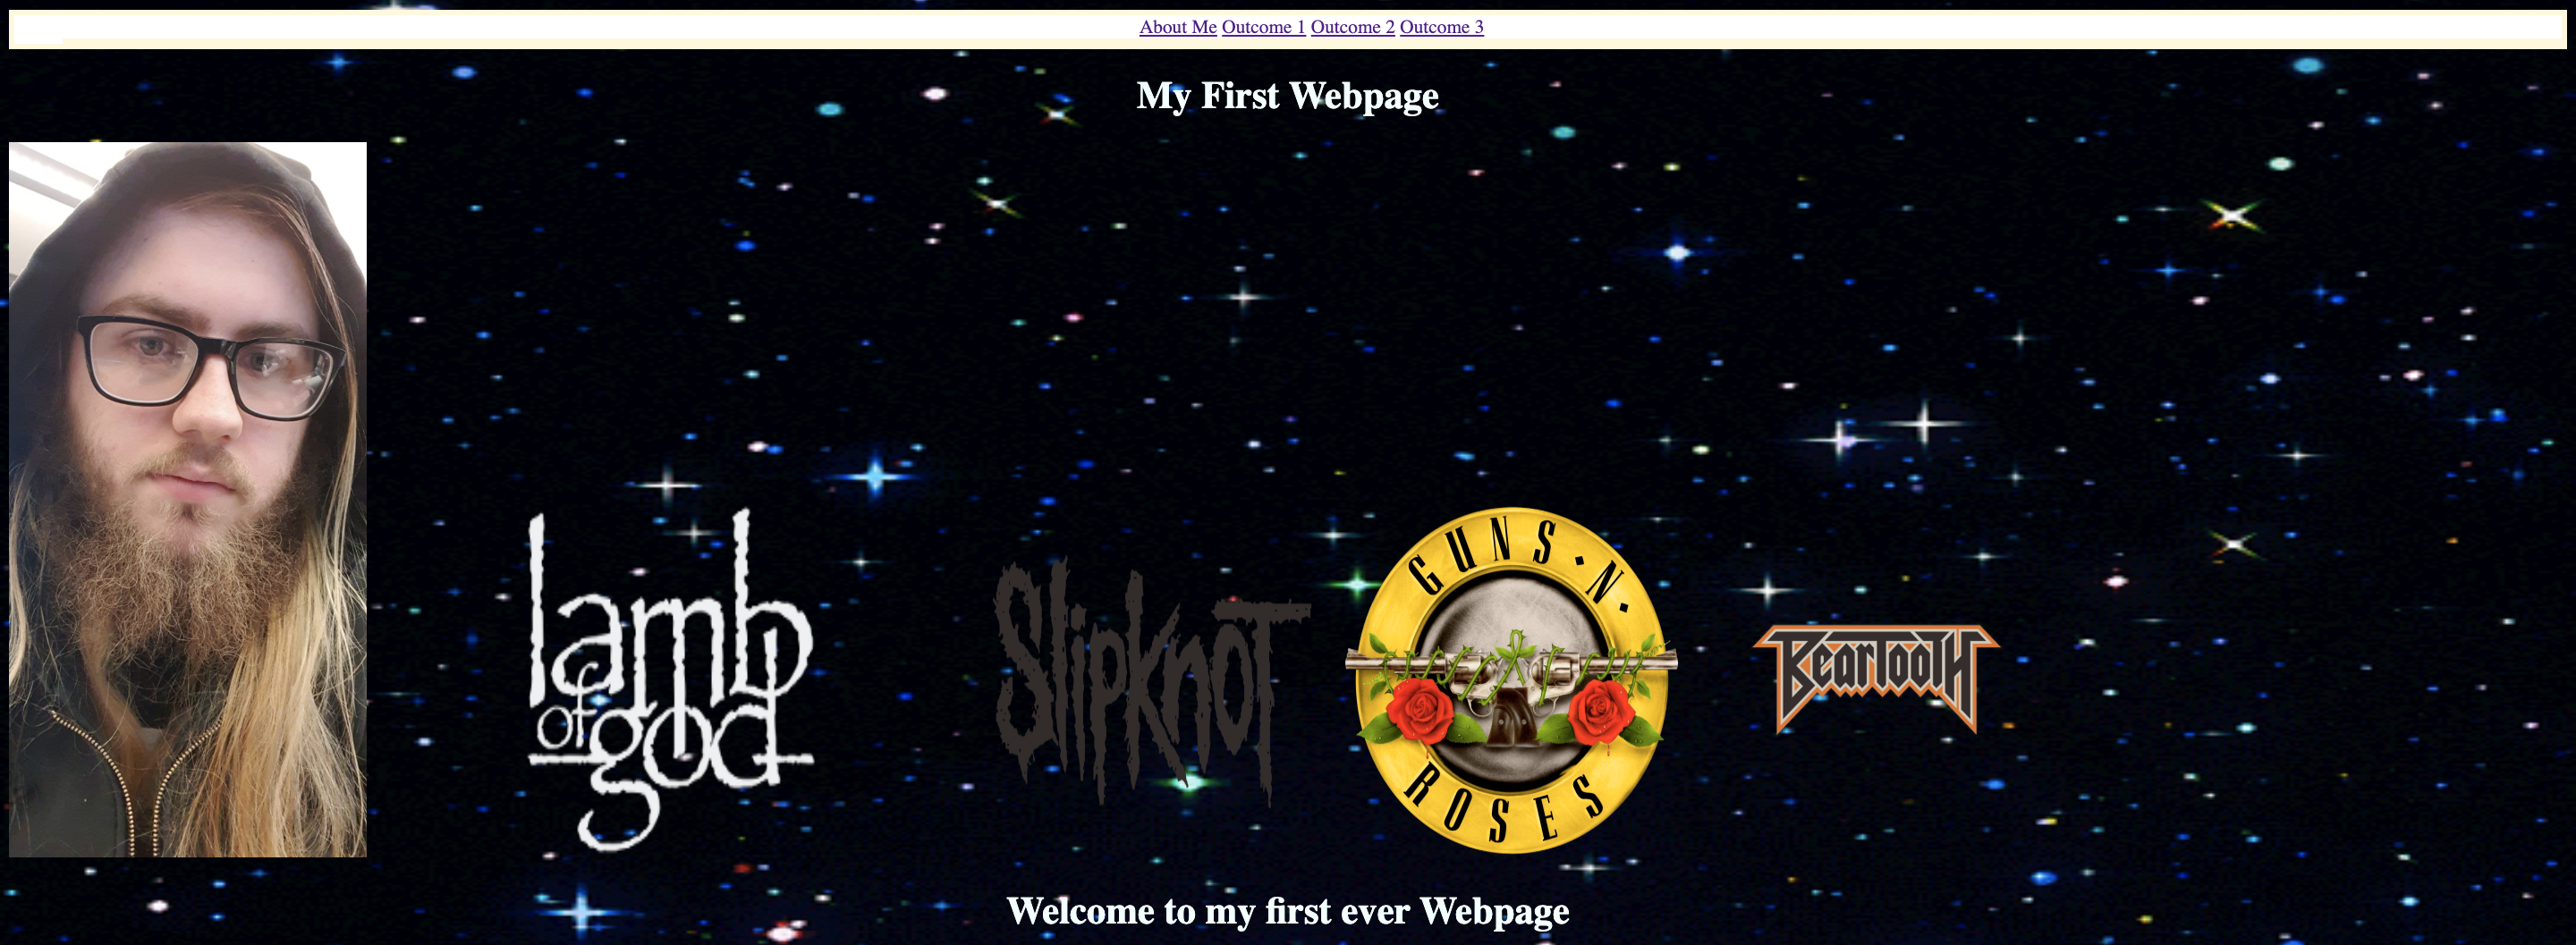 About Me Outcome 1 Outcome 2 Outcome 3
My First Webpage
lamb
of god
Slipknot
GUNS N' ROSES
BearTooth
Welcome to my first ever Webpage